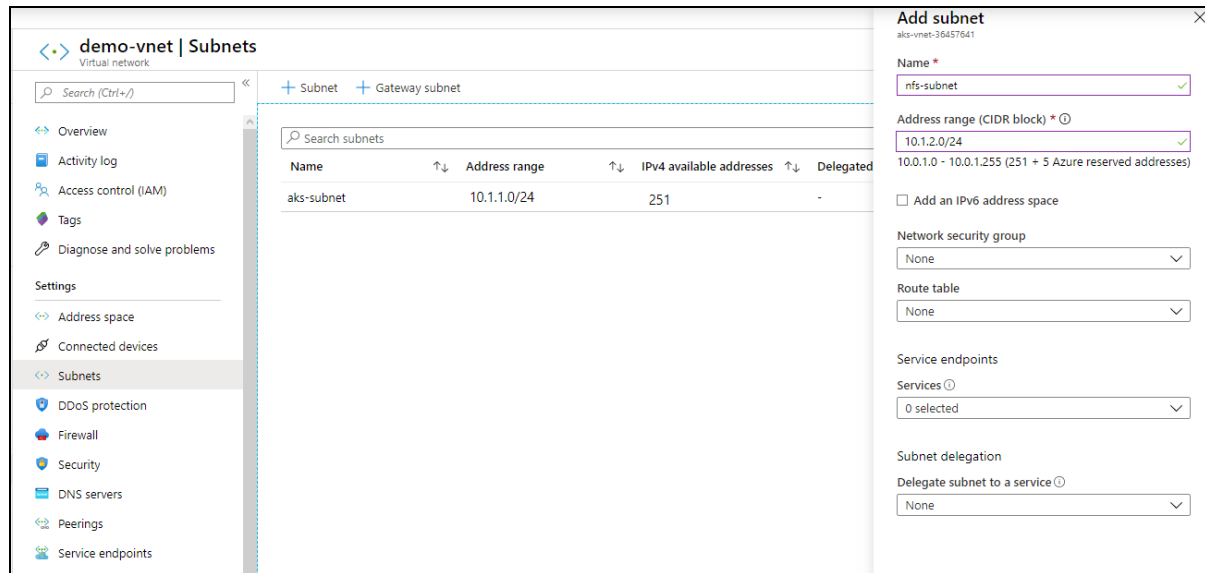 demo-vnet | Subnets
Virtual network
«
Search (Ctrl+/)
Overview
Activity log
Access control (IAM)
Tags
Diagnose and solve problems
Settings
Address space
Connected devices
Subnets
DDoS protection
Firewall
Security
DNS servers
Peerings
Service endpoints
+ Subnet + Gateway subnet
Search subnets
Name ↑↓ Address range ↑↓ IPv4 available addresses ↑↓ Delegated
aks-subnet 10.1.1.0/24 251 -
Add subnet
aks-vnet-36457641
Name *
nfs-subnet
Address range (CIDR block) *
10.1.2.0/24
10.0.1.0 - 10.0.1.255 (251 + 5 Azure reserved addresses)
Add an IPv6 address space
Network security group
None
Route table
None
Service endpoints
Services
0 selected
Subnet delegation
Delegate subnet to a service
None